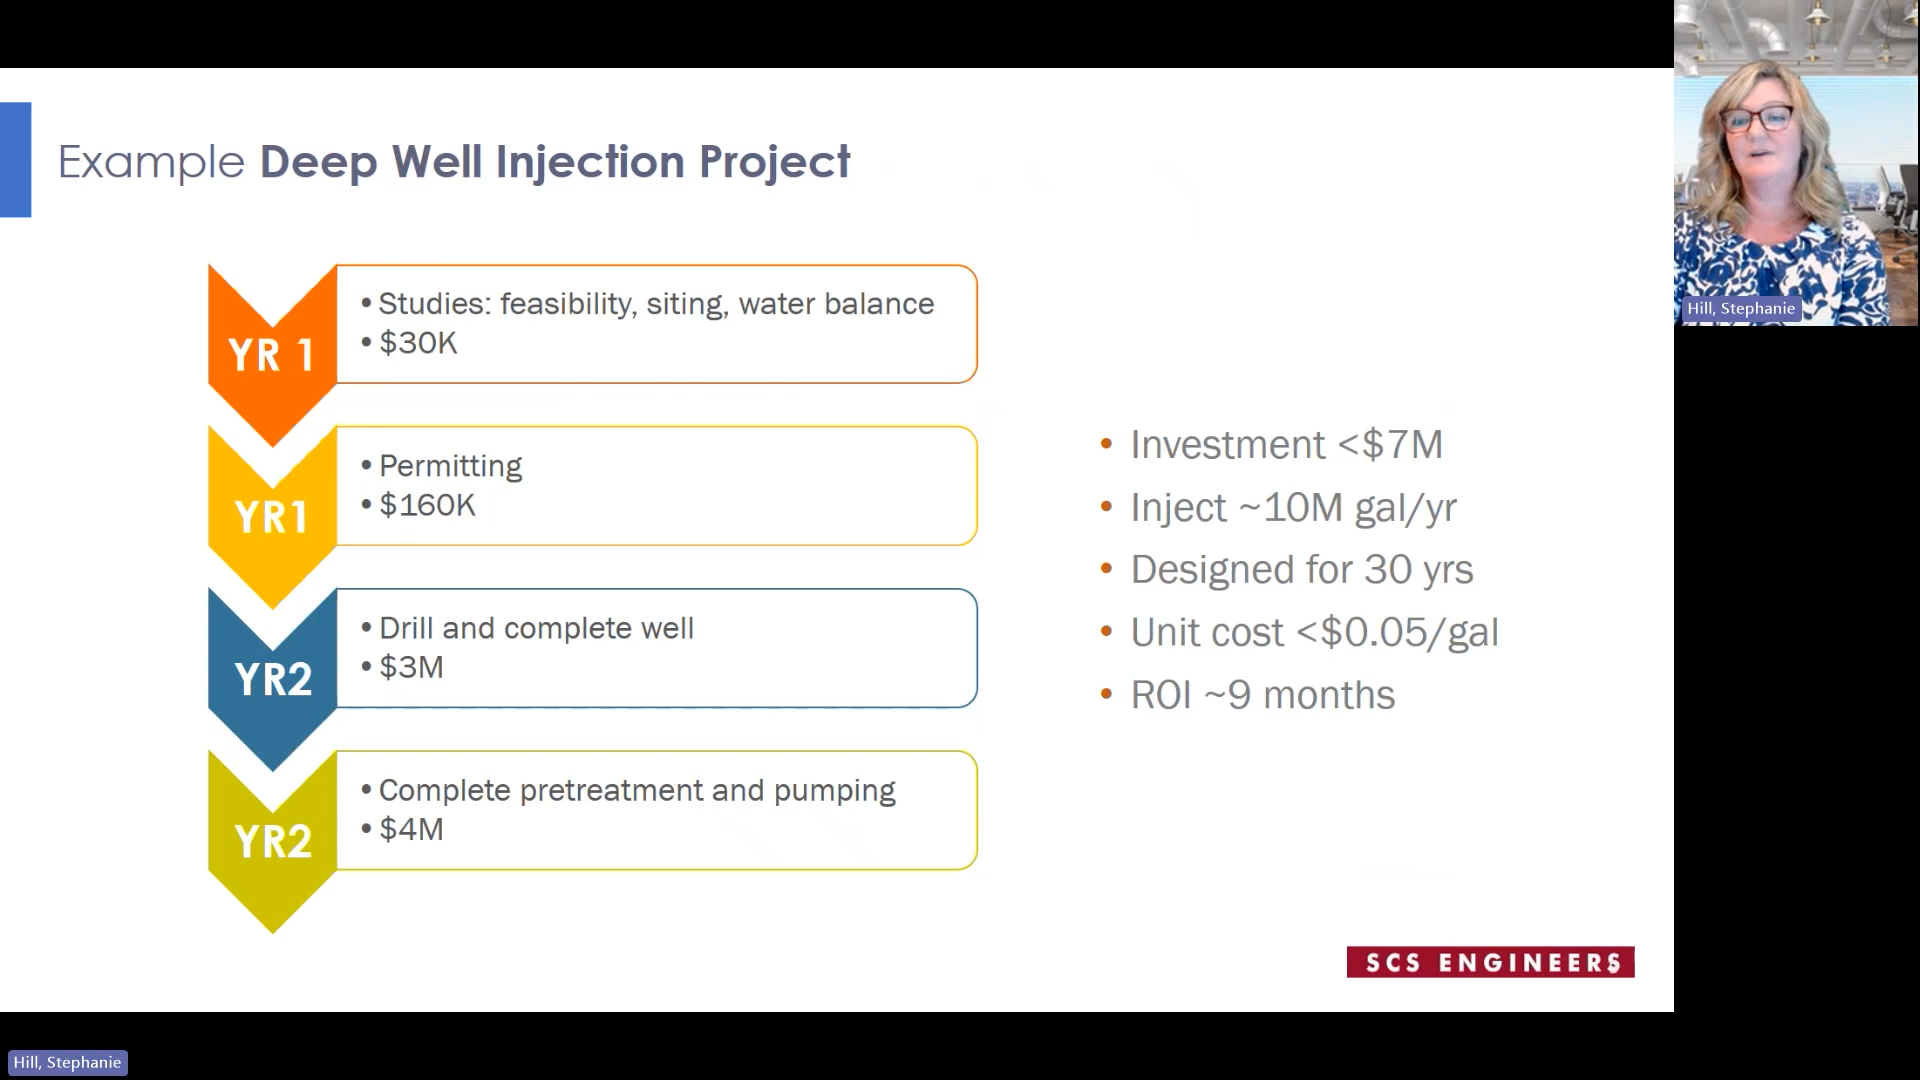 Example Deep Well Injection Project
YR 1
• Studies: feasibility, siting, water balance
• $30K
YR1
• Permitting
• $160K
YR2
• Drill and complete well
• $3M
YR2
• Complete pretreatment and pumping
• $4M
• Investment <$7M
• Inject ~10M gal/yr
• Designed for 30 yrs
• Unit cost <$0.05/gal
• ROI ~9 months
SCS ENGINEERS
Hill, Stephanie
Hill, Stephanie